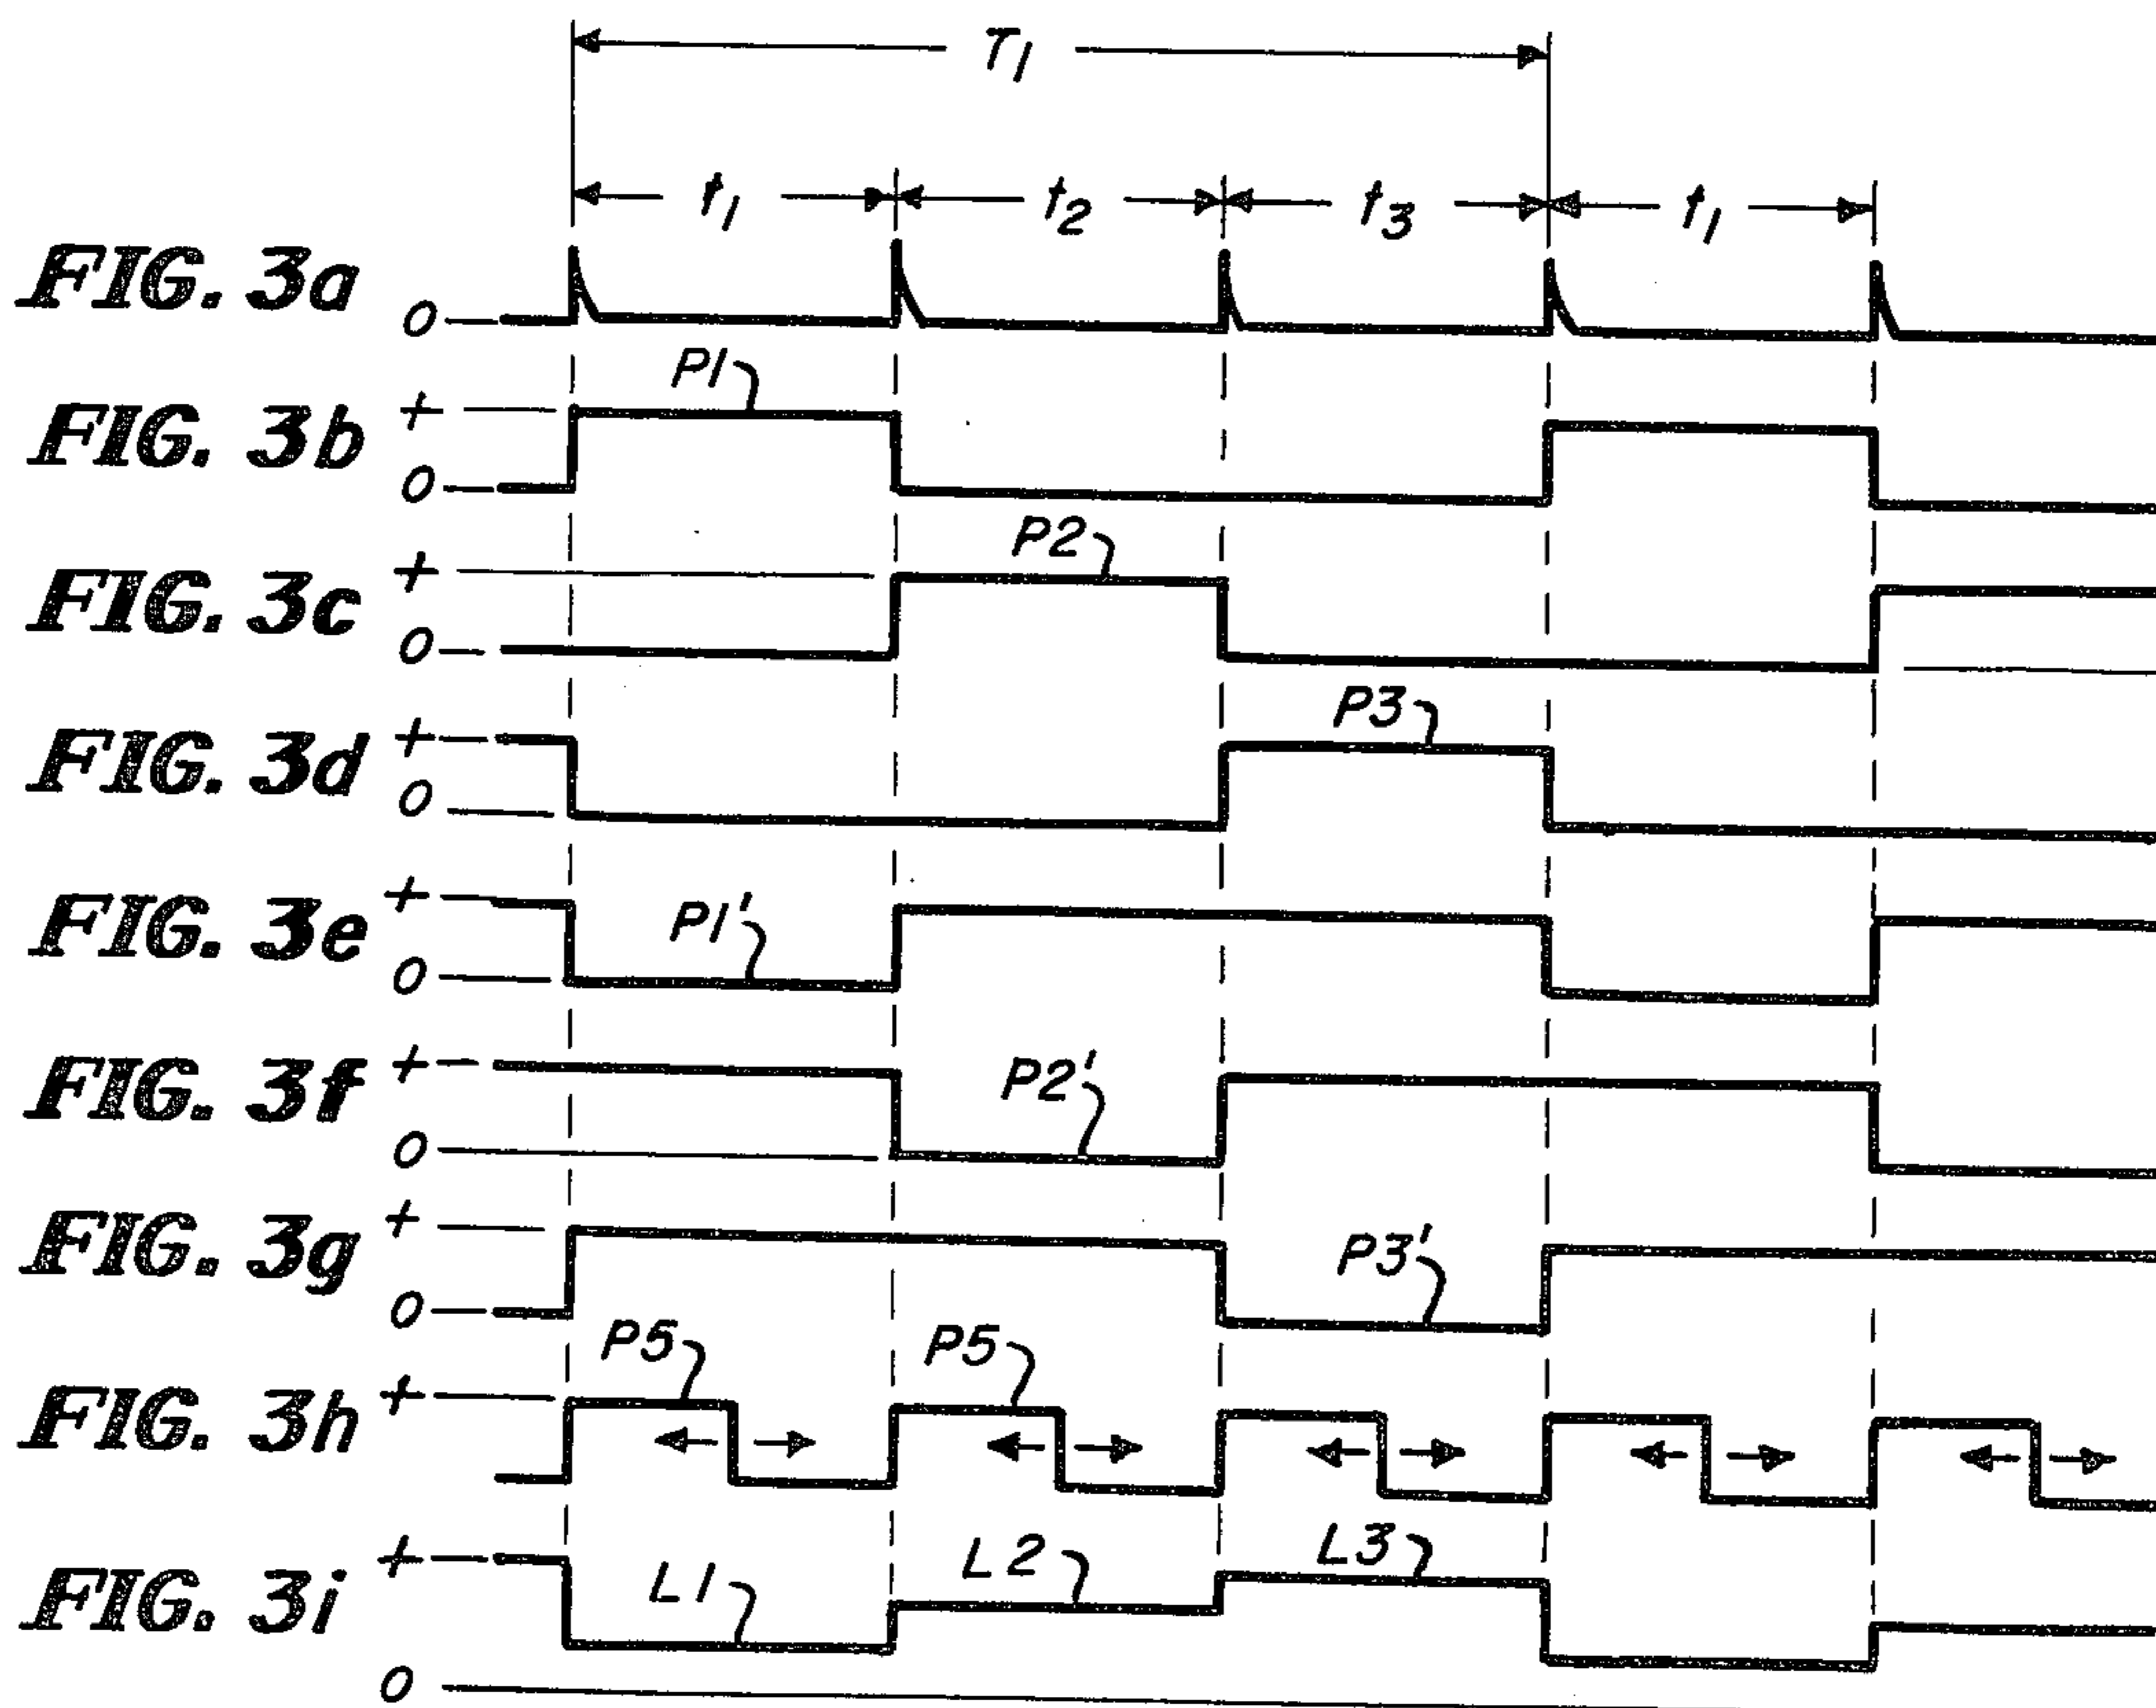 T1
t1 t2 t3 t1
FIG. 3a 0
P1
FIG. 3b + 0
P2
FIG. 3c + 0
P3
FIG. 3d + 0
FIG. 3e + 0 P1'
FIG. 3f + 0 P2'
FIG. 3g + 0 P3'
P5 P5
FIG. 3h +
FIG. 3i + 0 L1 L2 L3